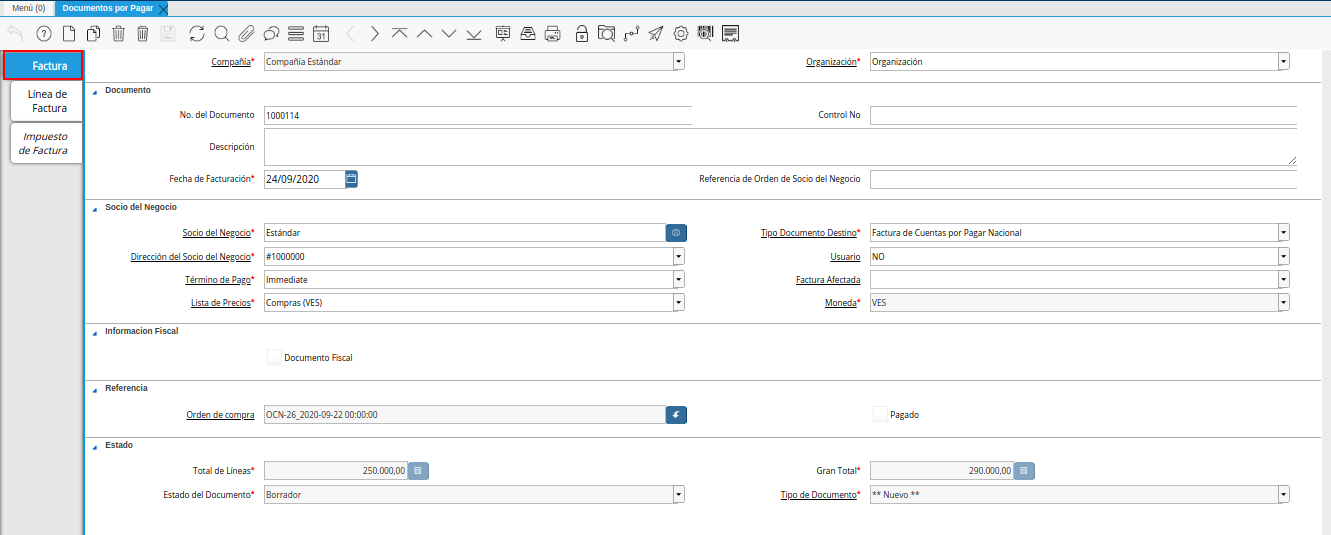 Menú (0) Documentos por Pagar
31
Factura
Línea de
Factura
Impuesto
de Factura
Compañía* Compañía Estándar Organización* Organización
Documento
No. del Documento 1000114 Control No
Descripción
Fecha de Facturación* 24/09/2020 Referencia de Orden de Socio del Negocio
Socio del Negocio
Socio del Negocio* Estándar Tipo Documento Destino* Factura de Cuentas por Pagar Nacional
Dirección del Socio del Negocio* #1000000 Usuario NO
Término de Pago* Immediate Factura Afectada
Lista de Precios* Compras (VES) Moneda* VES
Informacion Fiscal
Documento Fiscal
Referencia
Orden de compra OCN-26_2020-09-22 00:00:00 Pagado
Estado
Total de Líneas* 250.000,00 Gran Total* 290.000,00
Estado del Documento* Borrador Tipo de Documento* ** Nuevo **